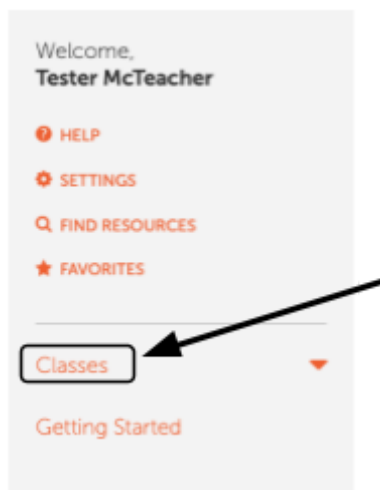 Welcome,
Tester McTeacher
HELP
SETTINGS
FIND RESOURCES
FAVORITES
Classes
Getting Started